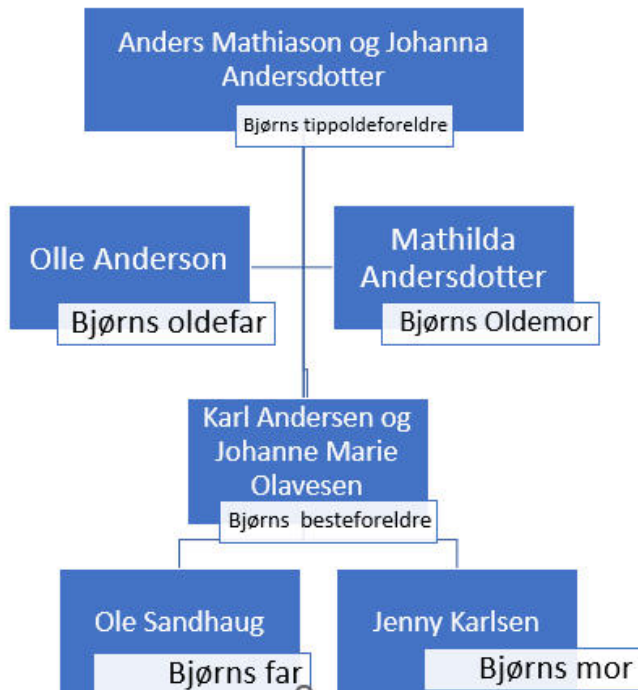 Anders Mathiason og Johanna
Andersdotter
Bjørns tippoldeforeldre
Olle Anderson
Bjørns oldefar
Mathilda
Andersdotter
Bjørns Oldemor
Karl Andersen og
Johanne Marie
Olavesen
Bjørns besteforeldre
Ole Sandhaug
Bjørns far
Jenny Karlsen
Bjørns mor